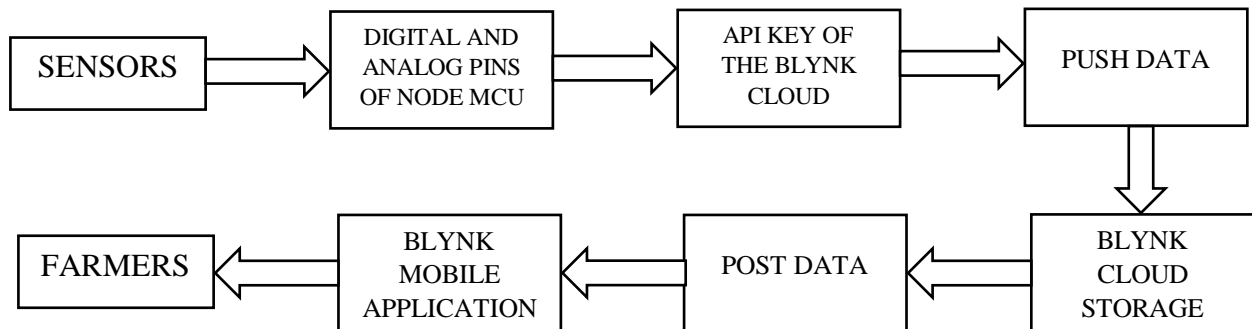 SENSORS
DIGITAL AND
ANALOG PINS
OF NODE MCU
API KEY OF
THE BLYNK
CLOUD
PUSH DATA
BLYNK
CLOUD
STORAGE
POST DATA
BLYNK
MOBILE
APPLICATION
FARMERS